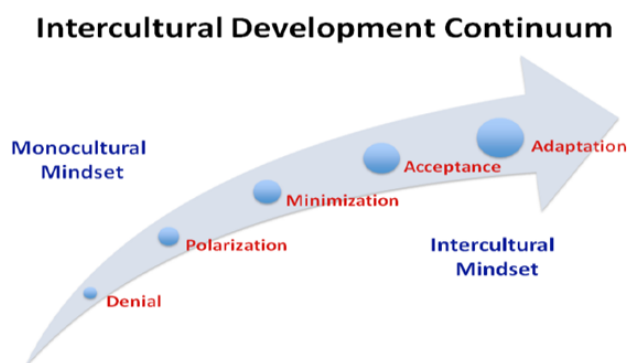 Intercultural Development Continuum
Monocultural
Mindset
Adaptation
Acceptance
Minimization
Polarization
Intercultural
Mindset
Denial